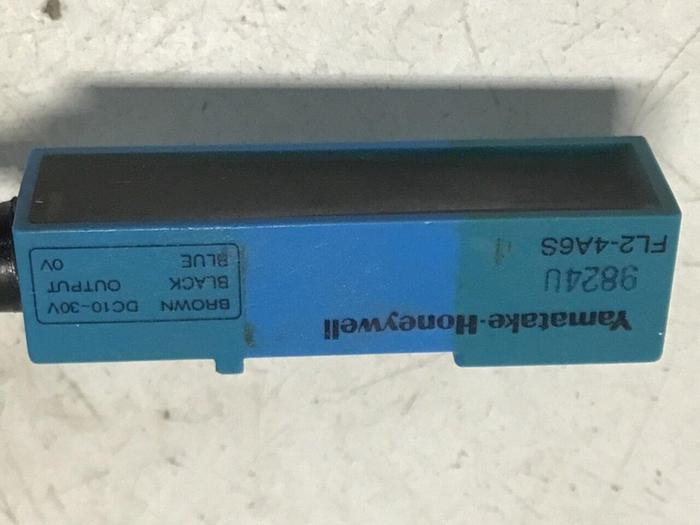 Yamatake-Honeywell
9824U
FL2-4A6S
BROWN DC10-30V
BLACK OUTPUT
BLUE 0V